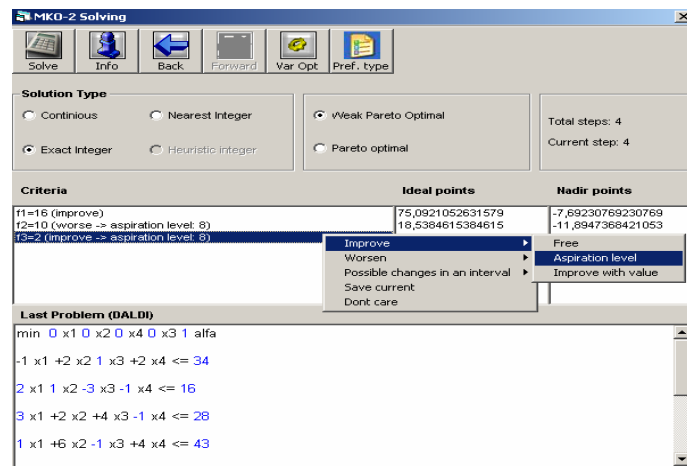 MKO-2 Solving
Solve Info Back Forward Var Opt Pref. type
Solution Type
Continious Nearest Integer Weak Pareto Optimal Total steps: 4
Exact Integer Heuristic integer Pareto optimal Current step: 4
Criteria Ideal points Nadir points
f1=16 (improve) 75,0921052631579 -7,69230769230769
f2=10 (worse -> aspiration level: 8) 18,5384615384615 -11,8947368421053
f3=2 (improve -> aspiration level: 8)
Improve Free
Worsen Aspiration level
Possible changes in an interval Improve with value
Save current
Dont care
Last Problem (DALDI)
min 0 x1 0 x2 0 x4 0 x3 1 alfa
-1 x1 +2 x2 1 x3 +2 x4 <= 34
2 x1 1 x2 -3 x3 -1 x4 <= 16
3 x1 +2 x2 +4 x3 -1 x4 <= 28
1 x1 +6 x2 -1 x3 +4 x4 <= 43